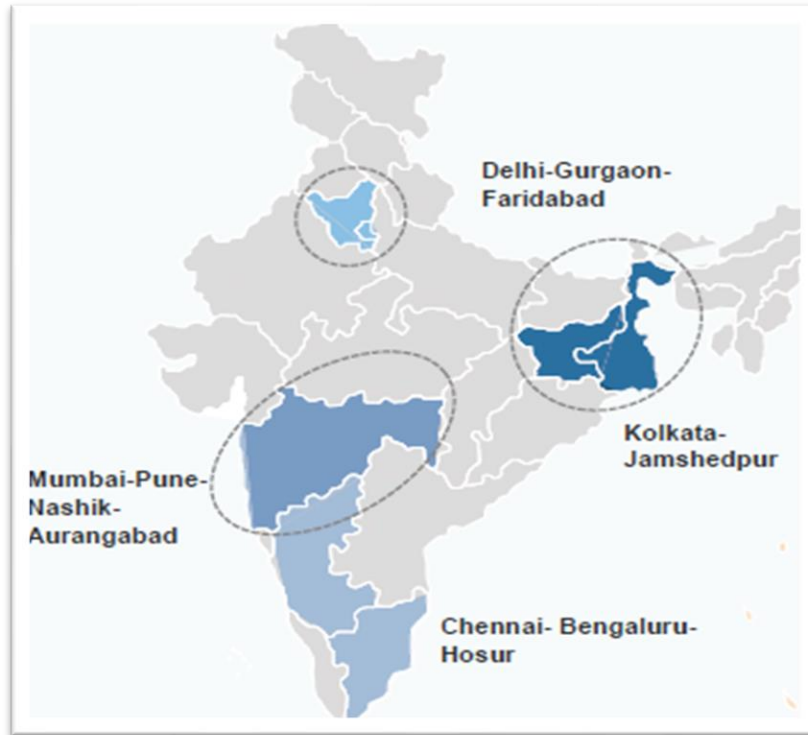 Delhi-Gurgaon-
Faridabad
Kolkata-
Jamshedpur
Mumbai-Pune-
Nashik-
Aurangabad
Chennai- Bengaluru-
Hosur